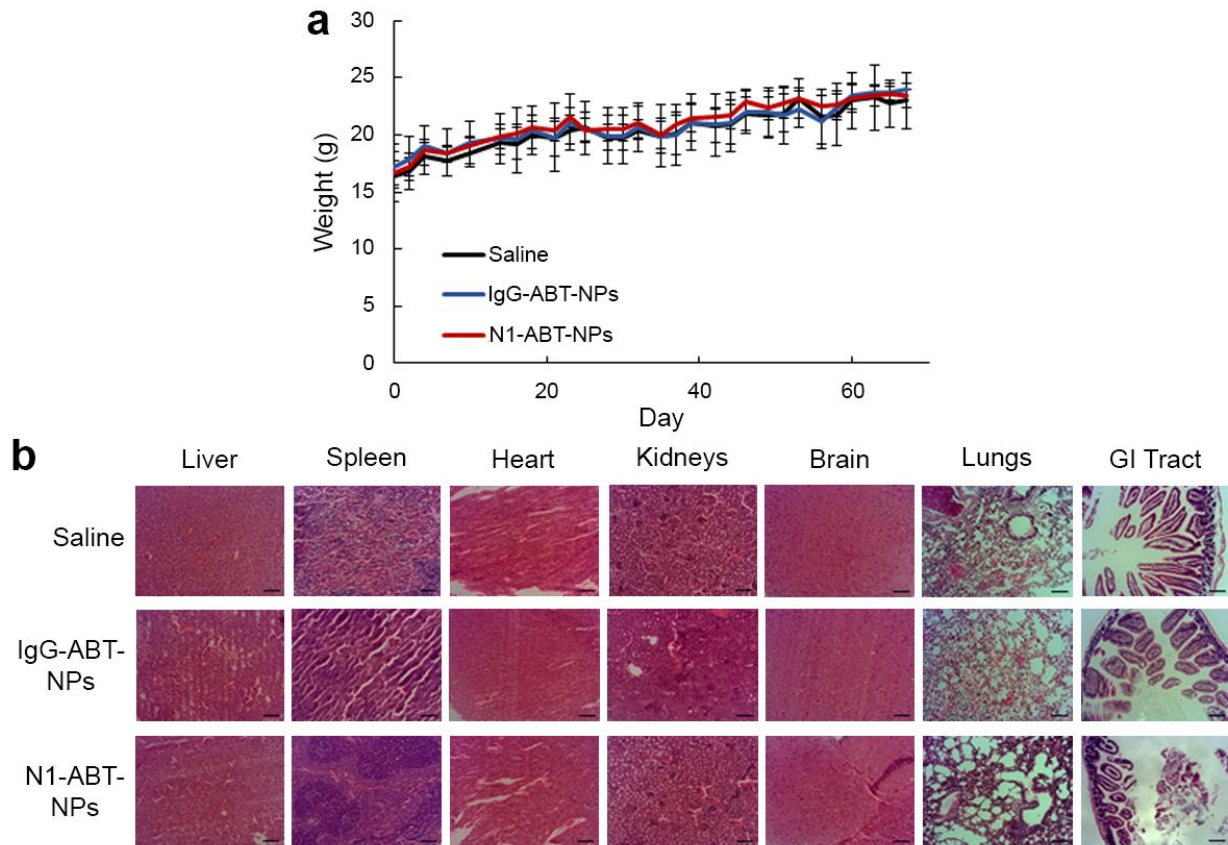 a
30
25
20
15
10
5
0
Weight (g)
Saline
IgG-ABT-NPs
N1-ABT-NPs
0 20 40 60
Day
b
Liver Spleen Heart Kidneys Brain Lungs GI Tract
Saline
IgG-ABT-
NPs
N1-ABT-
NPs